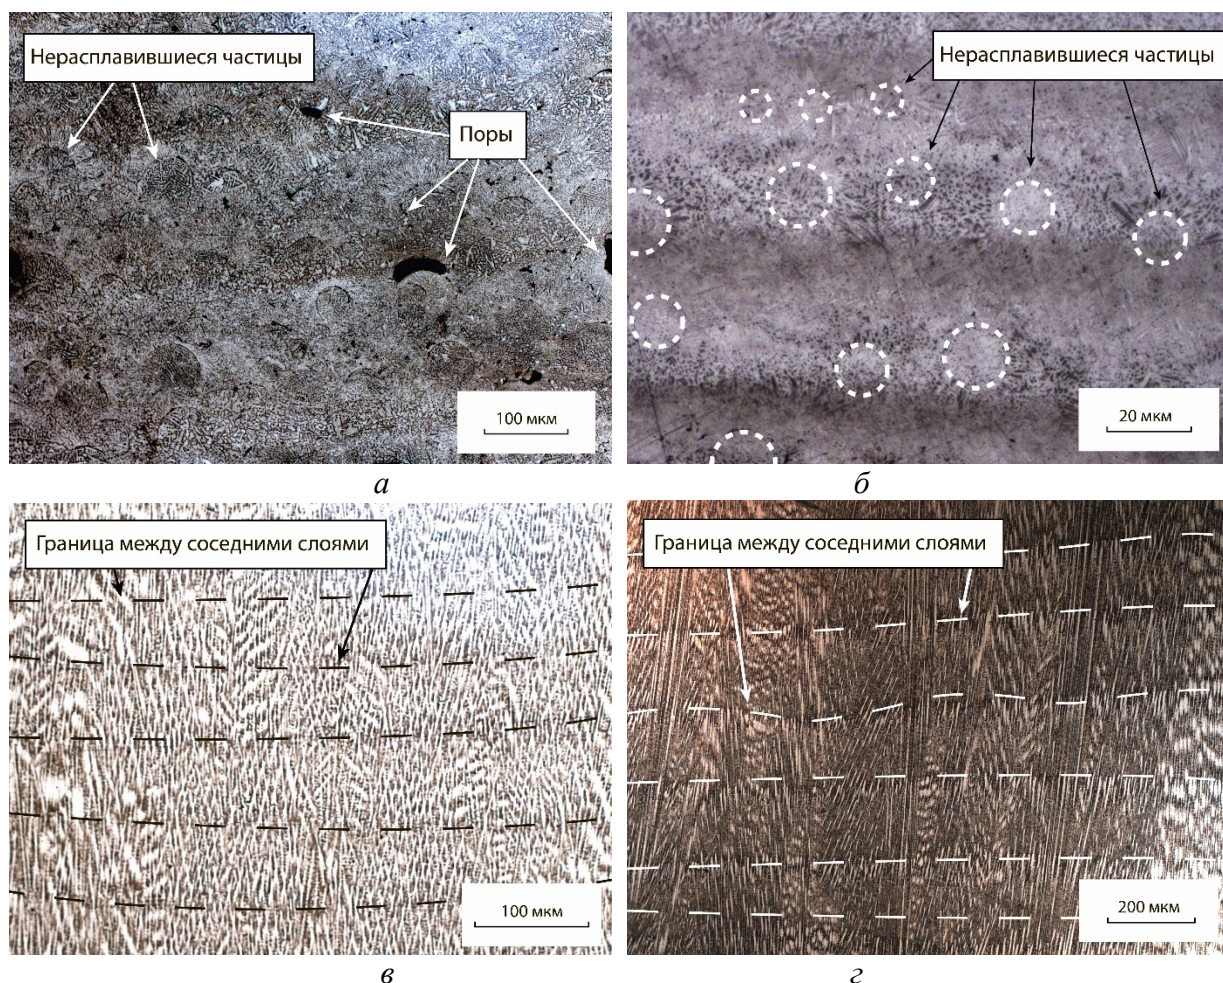 Нерасплавившиеся частицы
Поры
100 мкм
а
Нерасплавившиеся частицы
20 мкм
б
Граница между соседними слоями
100 мкм
в
Граница между соседними слоями
200 мкм
г